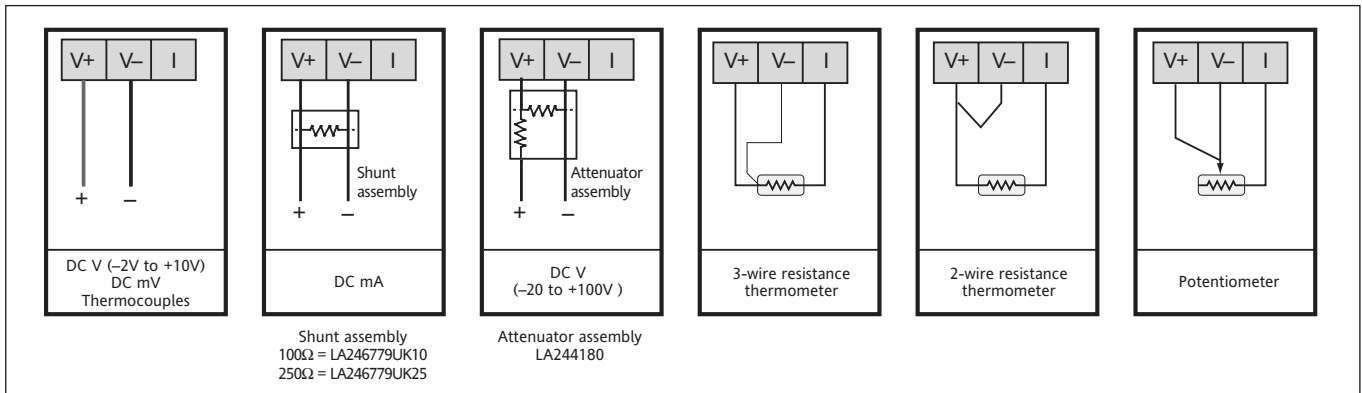 V+ V– I
+ –
DC V (–2V to +10V)
DC mV
Thermocouples
V+ V– I
Shunt
assembly
+ –
DC mA
Shunt assembly
100Ω = LA246779UK10
250Ω = LA246779UK25
V+ V– I
Attenuator
assembly
+ –
DC V
(–20 to +100V )
Attenuator assembly
LA244180
V+ V– I
3-wire resistance
thermometer
V+ V– I
2-wire resistance
thermometer
V+ V– I
Potentiometer